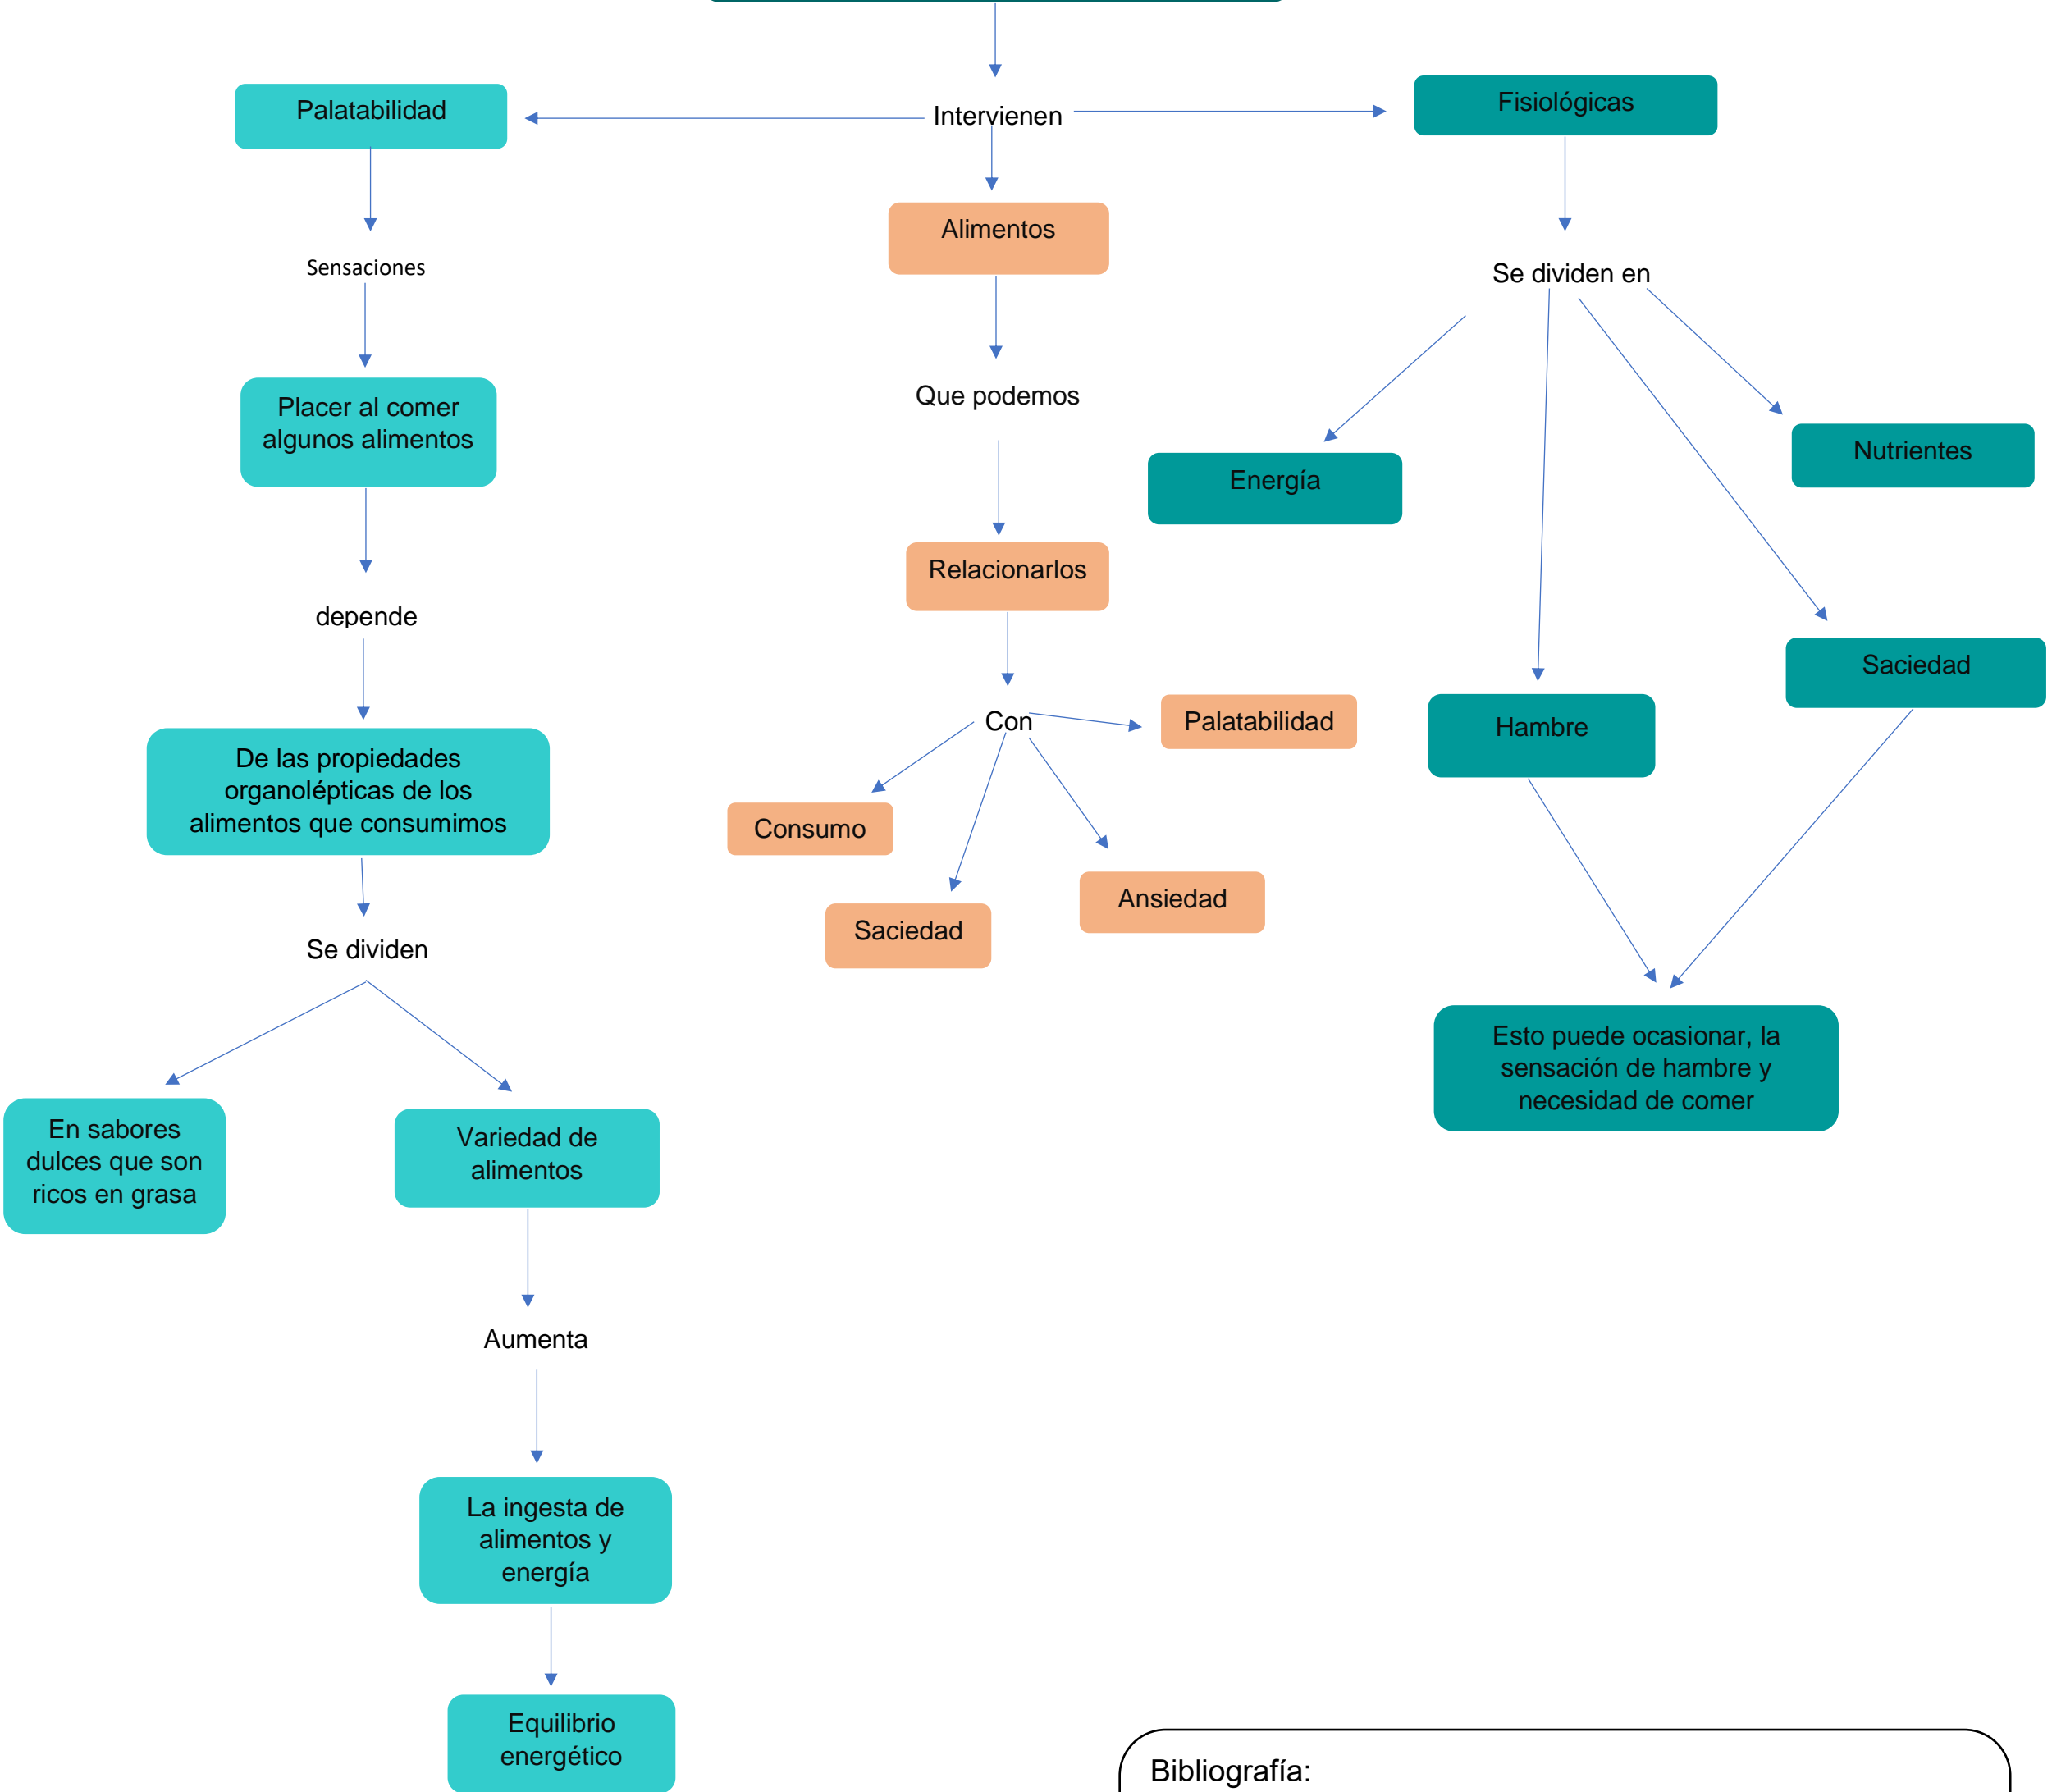 Intervienen
Palatabilidad
Sensaciones
Placer al comer
algunos alimentos
depende
De las propiedades
organolépticas de los
alimentos que consumimos
Se dividen
En sabores
dulces que son
ricos en grasa
Variedad de
alimentos
Aumenta
La ingesta de
alimentos y
energía
Equilibrio
energético
Alimentos
Que podemos
Relacionarlos
Con
Palatabilidad
Consumo
Saciedad
Ansiedad
Fisiológicas
Se dividen en
Energía
Nutrientes
Hambre
Saciedad
Esto puede ocasionar, la
sensación de hambre y
necesidad de comer
Bibliografía: